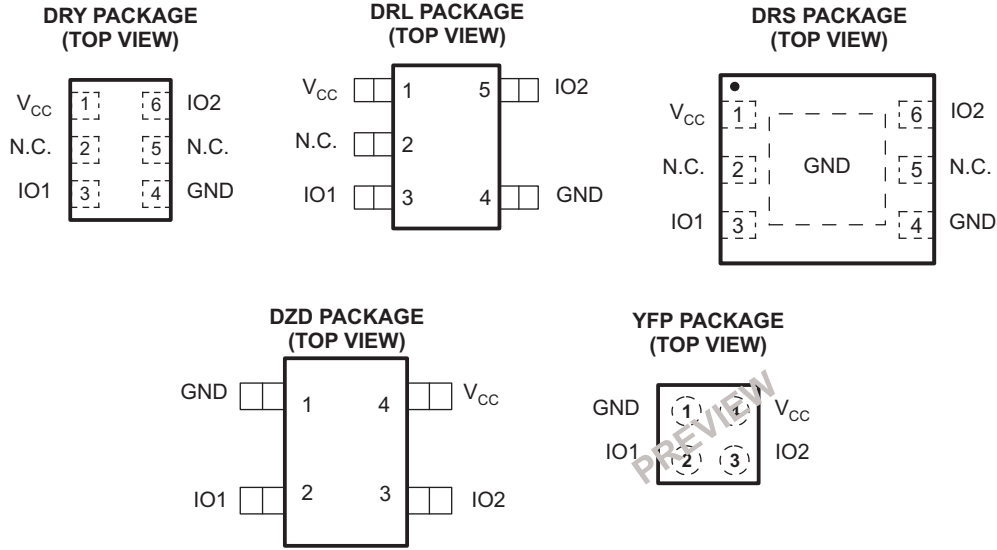 DRY PACKAGE
(TOP VIEW)
VCC 1 6 IO2
N.C. 2 5 N.C.
IO1 3 4 GND
DRL PACKAGE
(TOP VIEW)
VCC 1 5 IO2
N.C. 2
IO1 3 4 GND
DRS PACKAGE
(TOP VIEW)
VCC 1 6 IO2
N.C. 2 GND 5 N.C.
IO1 3 4 GND
DZD PACKAGE
(TOP VIEW)
GND 1 4 VCC
IO1 2 3 IO2
YFP PACKAGE
(TOP VIEW)
GND 1 4 VCC
IO1 2 3 IO2
PREVIEW